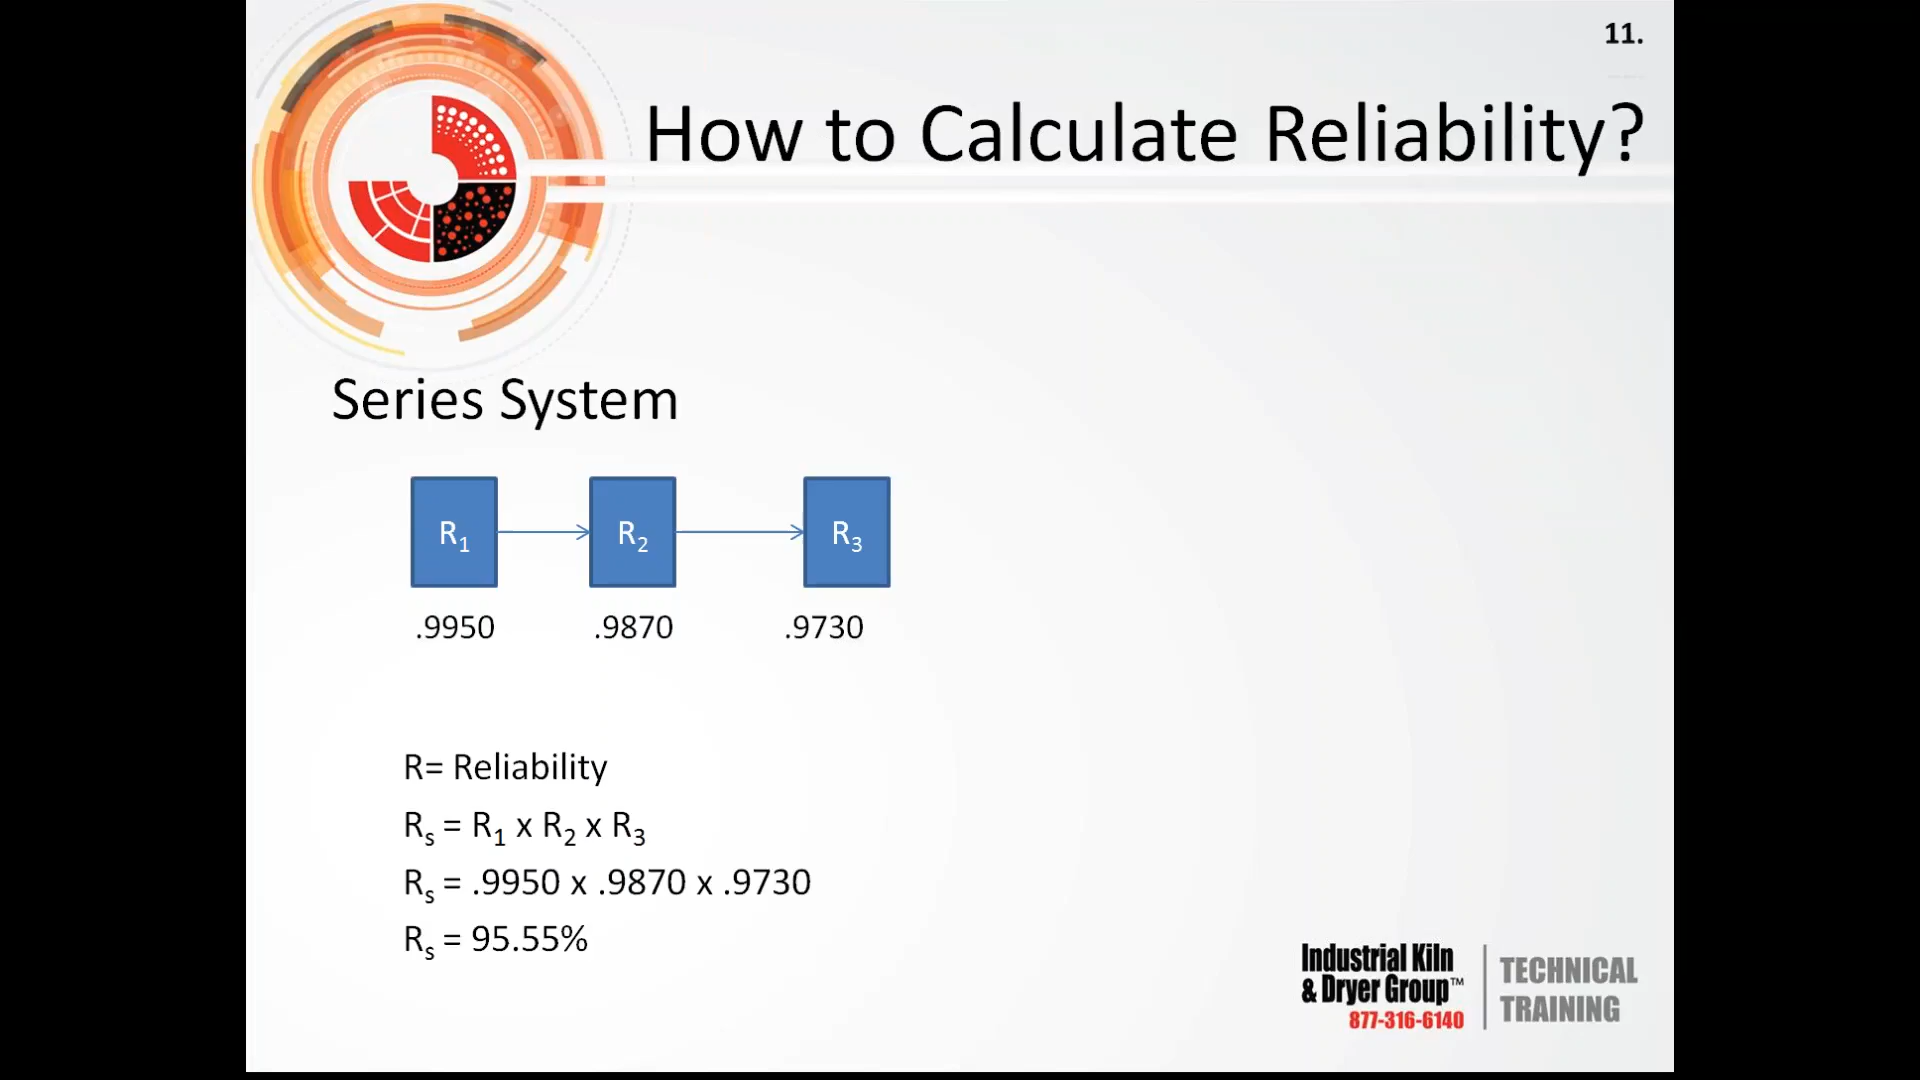 11.
How to Calculate Reliability?
Series System
R₁ R₂ R₃
.9950 .9870 .9730
R= Reliability
Rₛ = R₁ x R₂ x R₃
Rₛ = .9950 x .9870 x .9730
Rₛ = 95.55%
Industrial Kiln
& Dryer Group™
877-316-6140
TECHNICAL
TRAINING